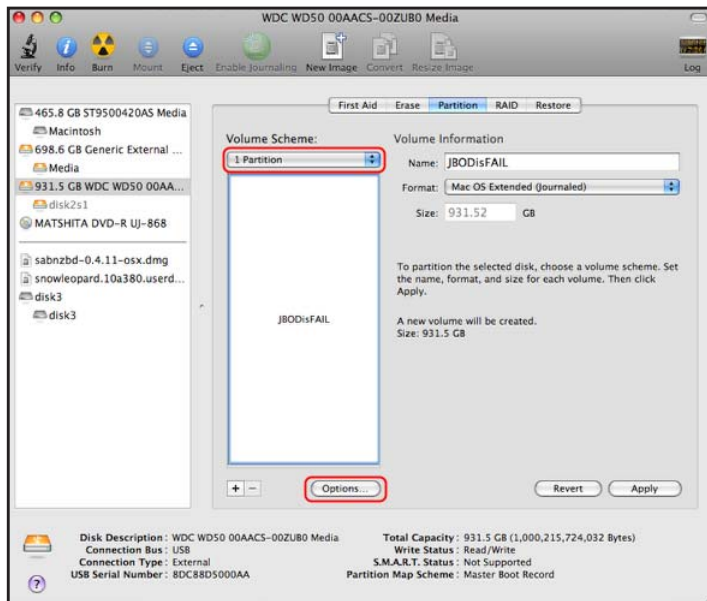 WDC WD50 00AACS-00ZUB0 Media
Verify Info Burn Mount Eject Enable Journaling New Image Convert Resize Image Log
465.8 GB ST9500420AS Media
Macintosh
698.6 GB Generic External ...
Media
931.5 GB WDC WD50 00AA...
disk2s1
MATSHITA DVD-R UJ-868
sabnzbd-0.4.11-osx.dmg
snowleopard.10a380.userd...
disk3
disk3
First Aid Erase Partition RAID Restore
Volume Scheme:
1 Partition
JBODisFAIL
+ − Options...
Volume Information
Name: JBODisFAIL
Format: Mac OS Extended (Journaled)
Size: 931.52 GB
To partition the selected disk, choose a volume scheme. Set
the name, format, and size for each volume. Then click
Apply.
A new volume will be created.
Size: 931.5 GB
Revert Apply
Disk Description : WDC WD50 00AACS-00ZUB0 Media
Connection Bus : USB
Connection Type : External
USB Serial Number : 8DC88D5000AA
Total Capacity : 931.5 GB (1,000,215,724,032 Bytes)
Write Status : Read/Write
S.M.A.R.T. Status : Not Supported
Partition Map Scheme : Master Boot Record
?